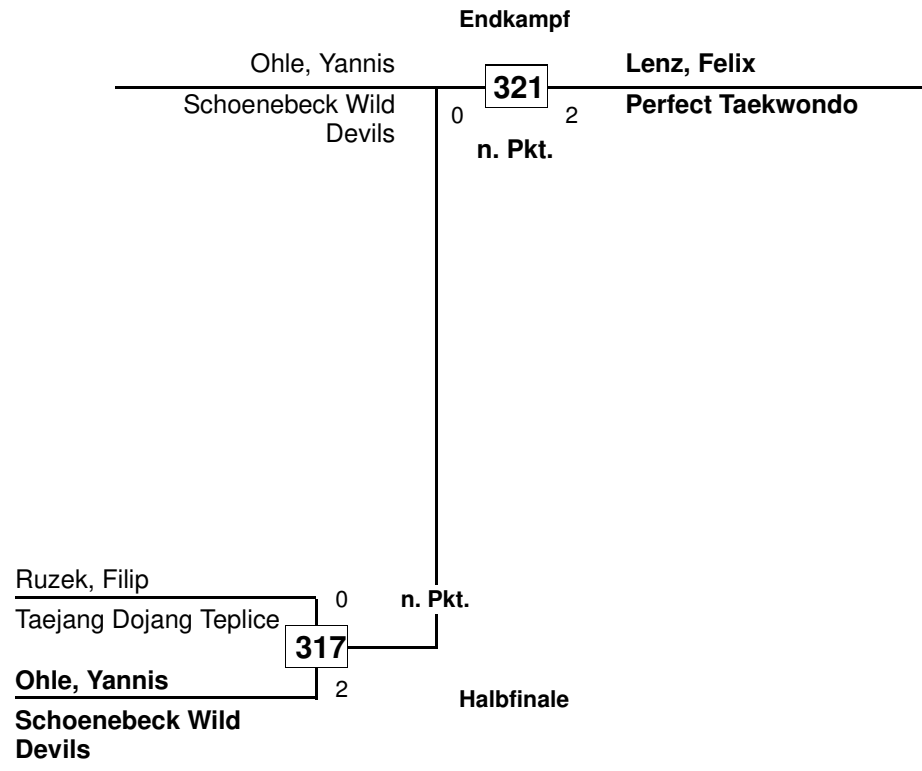 Endkampf
Ohle, Yannis
321
Lenz, Felix
Schoenebeck Wild
Devils
0
2
Perfect Taekwondo
n. Pkt.
Ruzek, Filip
0
n. Pkt.
Taejang Dojang Teplice
317
Ohle, Yannis
2
Halbfinale
Schoenebeck Wild
Devils